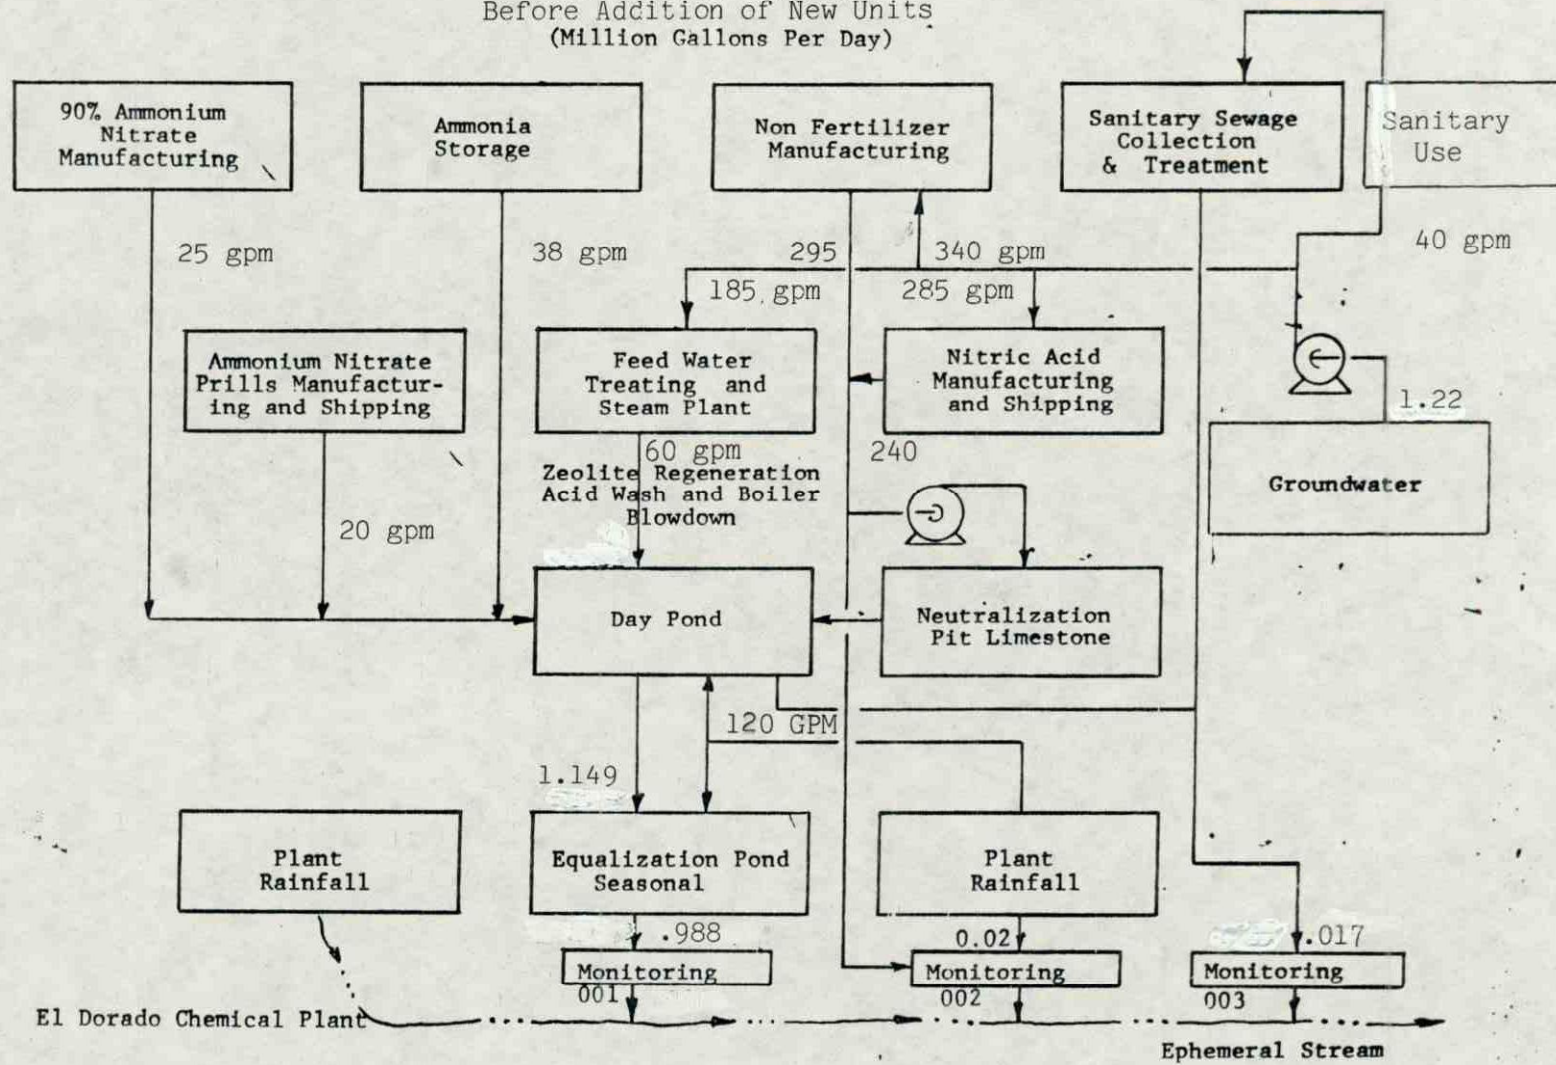 Before Addition of New Units
(Million Gallons Per Day)
90% Ammonium
Nitrate
Manufacturing
Ammonia
Storage
Non Fertilizer
Manufacturing
Sanitary Sewage
Collection
& Treatment
Sanitary
Use
25 gpm
38 gpm
295
340 gpm
40 gpm
185 gpm
285 gpm
Ammonium Nitrate
Prills Manufactur-
ing and Shipping
Feed Water
Treating and
Steam Plant
Nitric Acid
Manufacturing
and Shipping
1.22
60 gpm
240
Zeolite Regeneration
Acid Wash and Boiler
Blowdown
Groundwater
20 gpm
Day Pond
Neutralization
Pit Limestone
120 GPM
1.149
Plant
Rainfall
Equalization Pond
Seasonal
Plant
Rainfall
.988
0.02
.017
Monitoring
001
Monitoring
002
Monitoring
003
El Dorado Chemical Plant
Ephemeral Stream